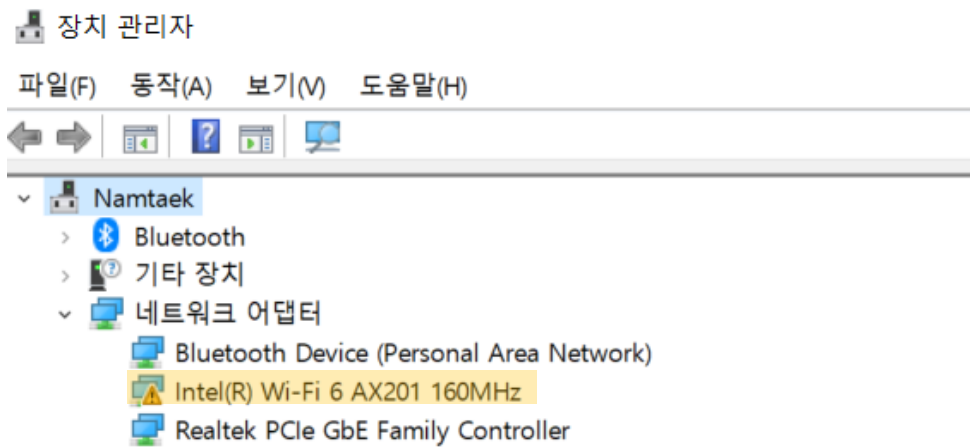 장치 관리자
파일(F) 동작(A) 보기(V) 도움말(H)
Namtaek
Bluetooth
기타 장치
네트워크 어댑터
Bluetooth Device (Personal Area Network)
Intel(R) Wi-Fi 6 AX201 160MHz
Realtek PCIe GbE Family Controller